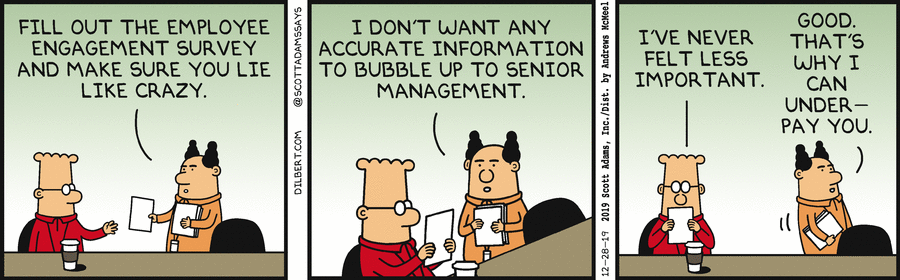 FILL OUT THE EMPLOYEE
ENGAGEMENT SURVEY
AND MAKE SURE YOU LIE
LIKE CRAZY.
DILBERT.COM @SCOTTADAMSSAYS
I DON'T WANT ANY
ACCURATE INFORMATION
TO BUBBLE UP TO SENIOR
MANAGEMENT.
12-28-19 2019 Scott Adams, Inc./Dist. by Andrews McMeel
I'VE NEVER
FELT LESS
IMPORTANT.
GOOD.
THAT'S
WHY I
CAN
UNDER—
PAY YOU.